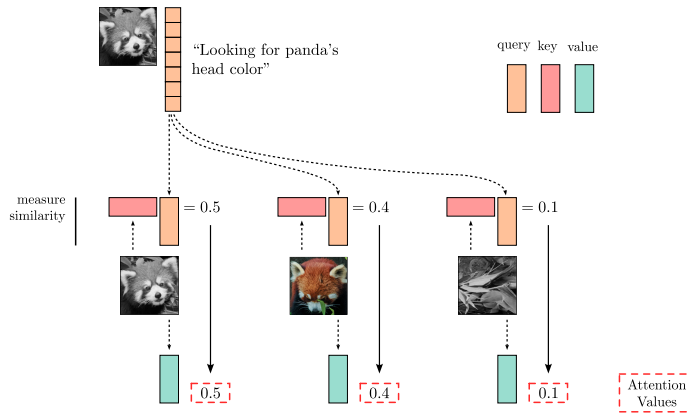 “Looking for panda’s
head color”
query key value
measure
similarity
= 0.5
= 0.4
= 0.1
0.5
0.4
0.1
Attention
Values